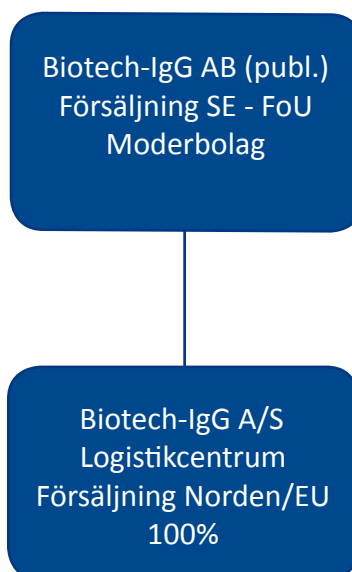 Biotech-IgG AB (publ.)
Försäljning SE - FoU
Moderbolag
Biotech-IgG A/S
Logistikcentrum
Försäljning Norden/EU
100%